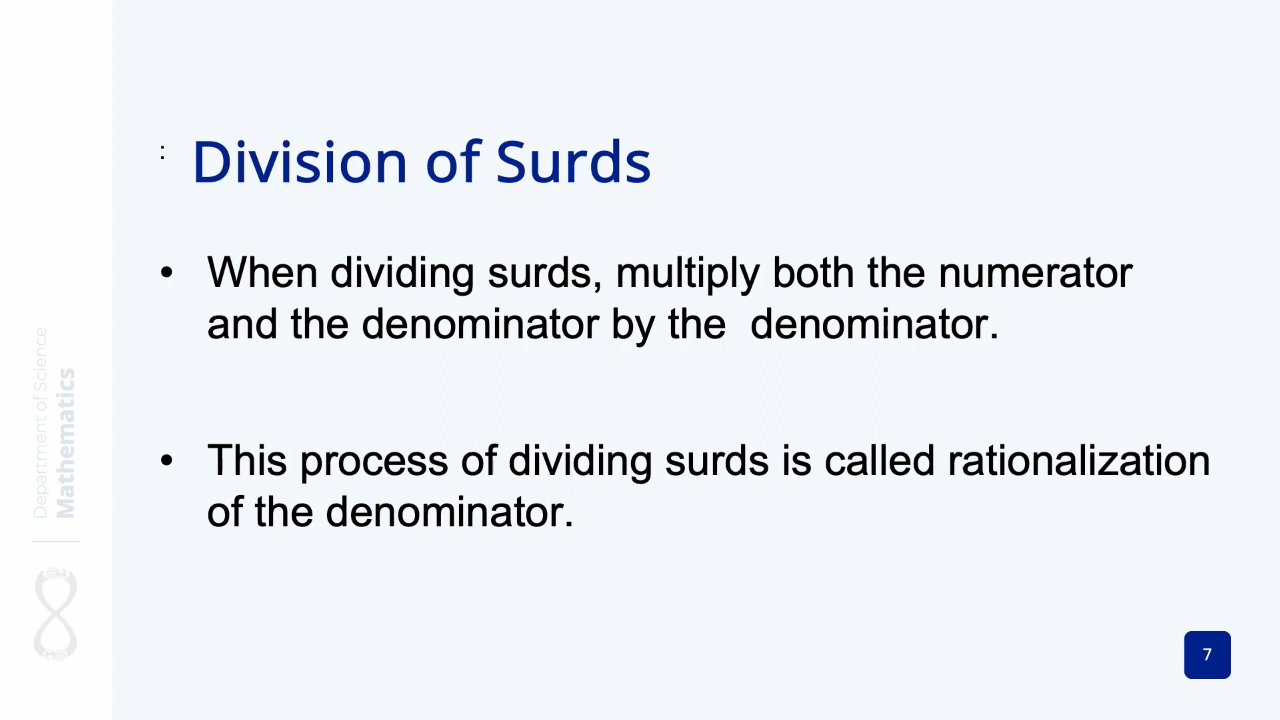 : Division of Surds
• When dividing surds, multiply both the numerator
and the denominator by the  denominator.
• This process of dividing surds is called rationalization
of the denominator.
Department of Science
Mathematics
7